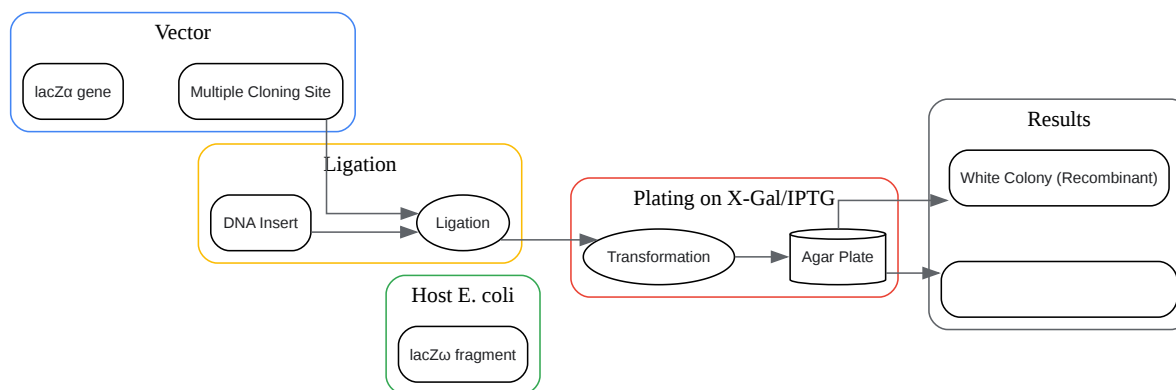 Vector
lacZα gene
Multiple Cloning Site
Ligation
DNA Insert
Ligation
Host E. coli
lacZω fragment
Plating on X-Gal/IPTG
Transformation
Agar Plate
Results
White Colony (Recombinant)